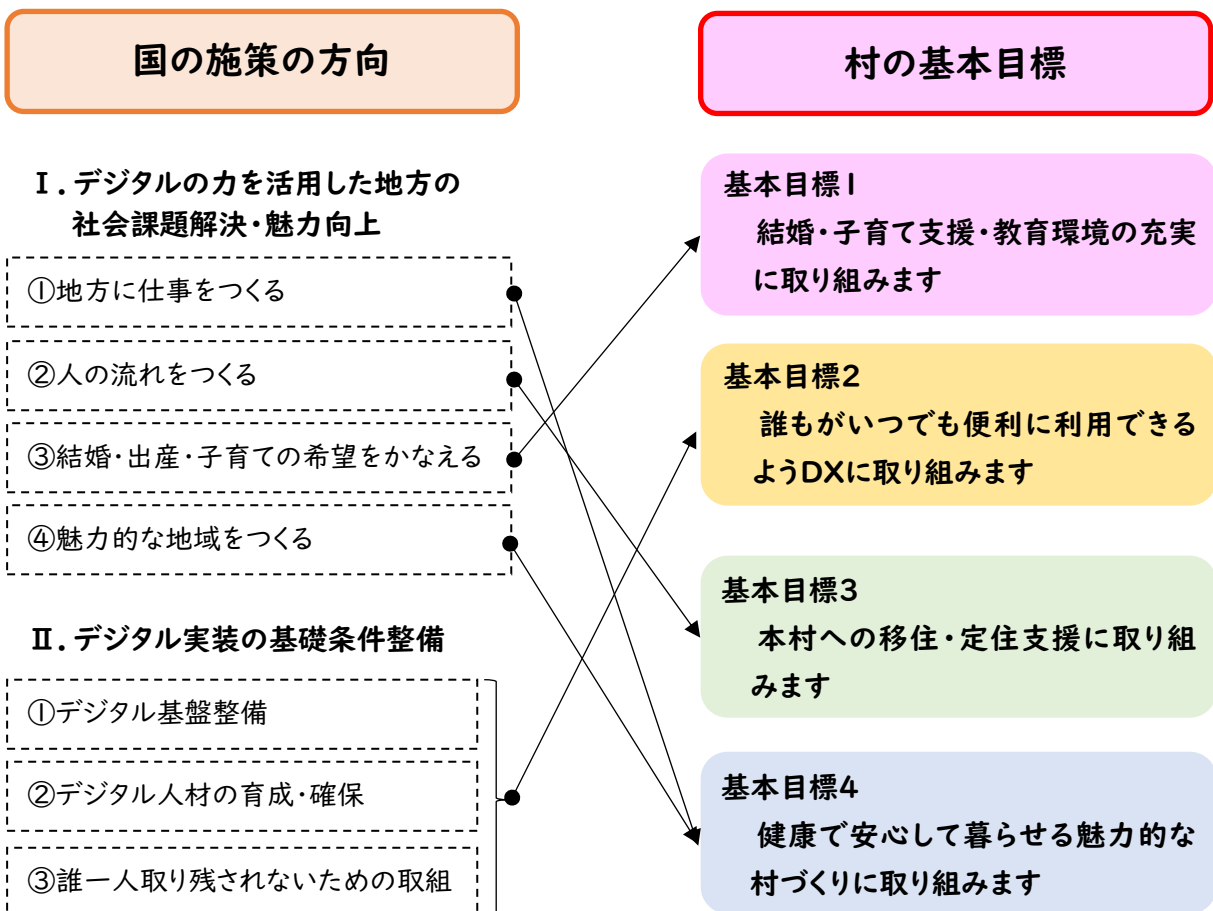 国の施策の方向
Ⅰ.デジタルの力を活用した地方の
社会課題解決・魅力向上
①地方に仕事をつくる
②人の流れをつくる
③結婚・出産・子育ての希望をかなえる
④魅力的な地域をつくる
Ⅱ.デジタル実装の基礎条件整備
①デジタル基盤整備
②デジタル人材の育成・確保
③誰一人取り残されないための取組
村の基本目標
基本目標1
結婚・子育て支援・教育環境の充実
に取り組みます
基本目標2
誰もがいつでも便利に利用できる
ようDXに取り組みます
基本目標3
本村への移住・定住支援に取り組
みます
基本目標4
健康で安心して暮らせる魅力的な
村づくりに取り組みます